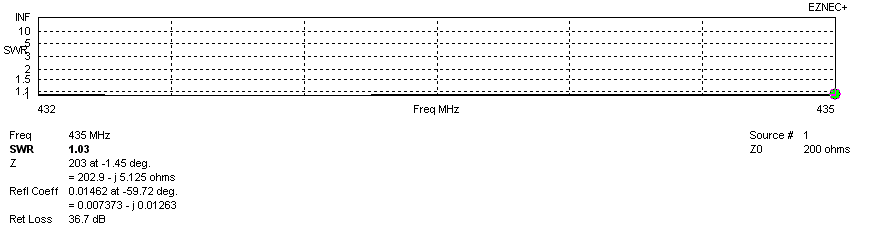 EZNEC+
INF
10
5
SWR
3
2
1.5
1.1
1
432
Freq MHz
435
Freq 435 MHz
Source # 1
SWR 1.03
Z0 200 ohms
Z 203 at -1.45 deg.
= 202.9 - j 5.125 ohms
Refl Coeff 0.01462 at -59.72 deg.
= 0.007373 - j 0.01263
Ret Loss 36.7 dB